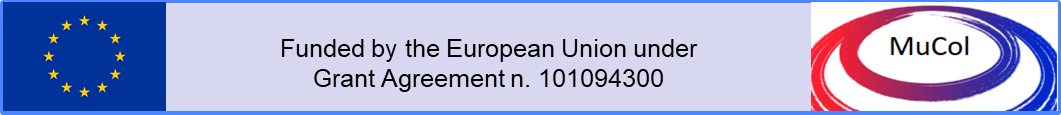 Funded by the European Union under
Grant Agreement n. 101094300
MuCol